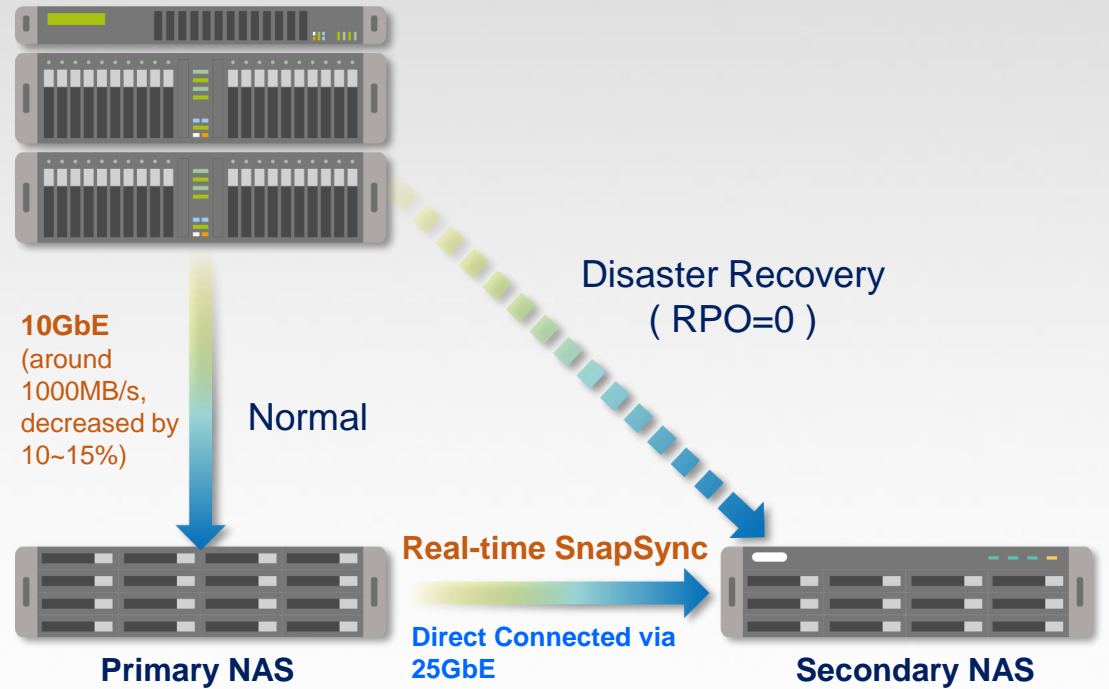 Disaster Recovery
( RPO=0 )
10GbE
(around
1000MB/s,
decreased by
10~15%)
Normal
Real-time SnapSync
Direct Connected via
25GbE
Primary NAS
Secondary NAS